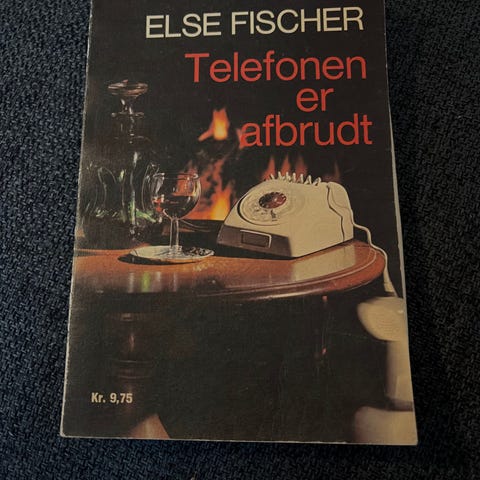 ELSE FISCHER
Telefonen
er
afbrudt
Kr. 9,75